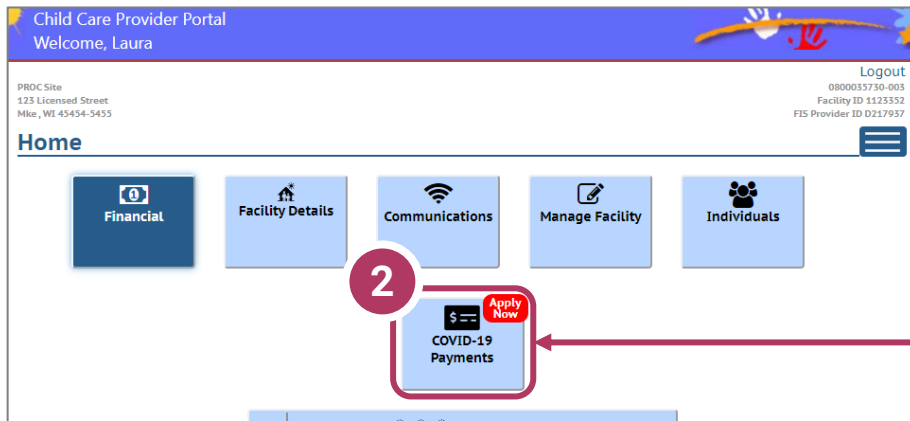 Child Care Provider Portal
Welcome, Laura
Logout
PROC Site
123 Licensed Street
Mke , WI 45454-5455
0800035730-003
Facility ID 1123352
FIS Provider ID D217937
Home
Financial
Facility Details
Communications
Manage Facility
Individuals
2
Apply
Now
COVID-19
Payments